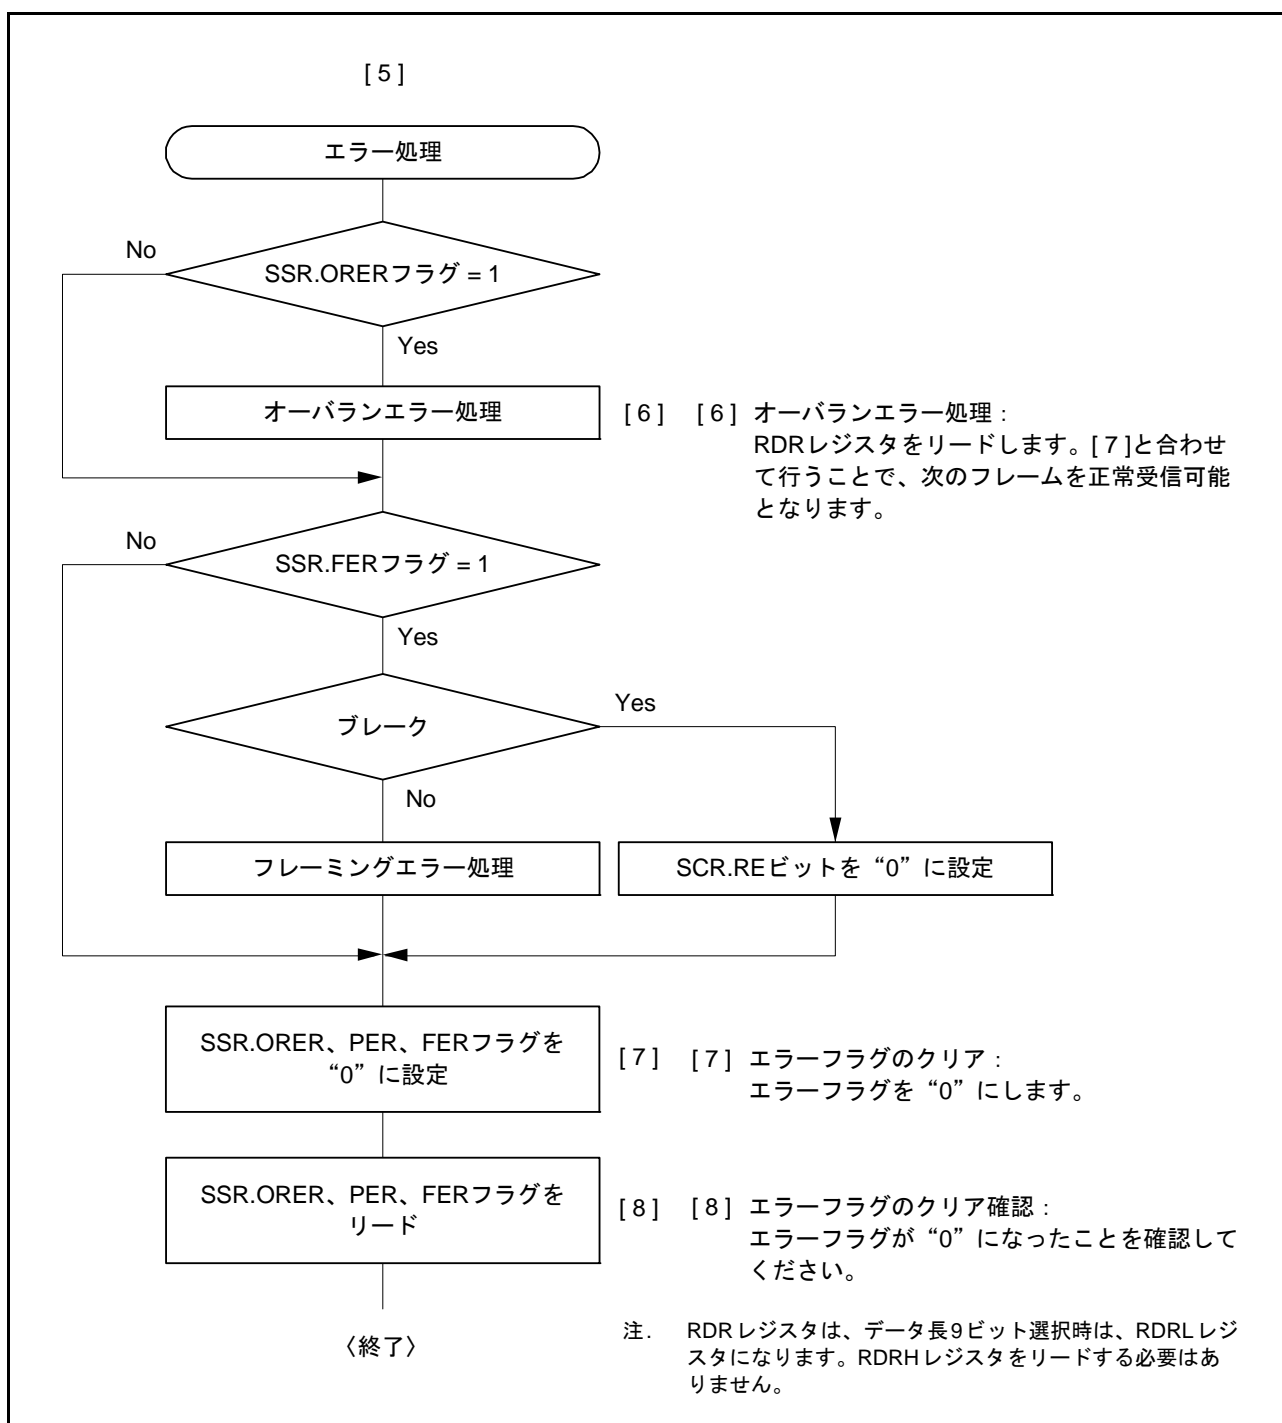 [ 5 ]
エラー処理
No
SSR.ORERフラグ = 1
Yes
オーバランエラー処理
[ 6 ]
[ 6 ] オーバランエラー処理：
RDRレジスタをリードします。[ 7 ]と合わせ
て行うことで、次のフレームを正常受信可能
となります。
No
SSR.FERフラグ = 1
Yes
ブレーク
Yes
No
フレーミングエラー処理
SCR.REビットを“0”に設定
SSR.ORER、PER、FERフラグを
“0”に設定
[ 7 ]
[ 7 ] エラーフラグのクリア：
エラーフラグを“0”にします。
SSR.ORER、PER、FERフラグを
リード
[ 8 ]
[ 8 ] エラーフラグのクリア確認：
エラーフラグが“0”になったことを確認して
ください。
〈終了〉
注. RDRレジスタは、データ長9ビット選択時は、RDRLレジ
スタになります。RDRHレジスタをリードする必要はあ
りません。